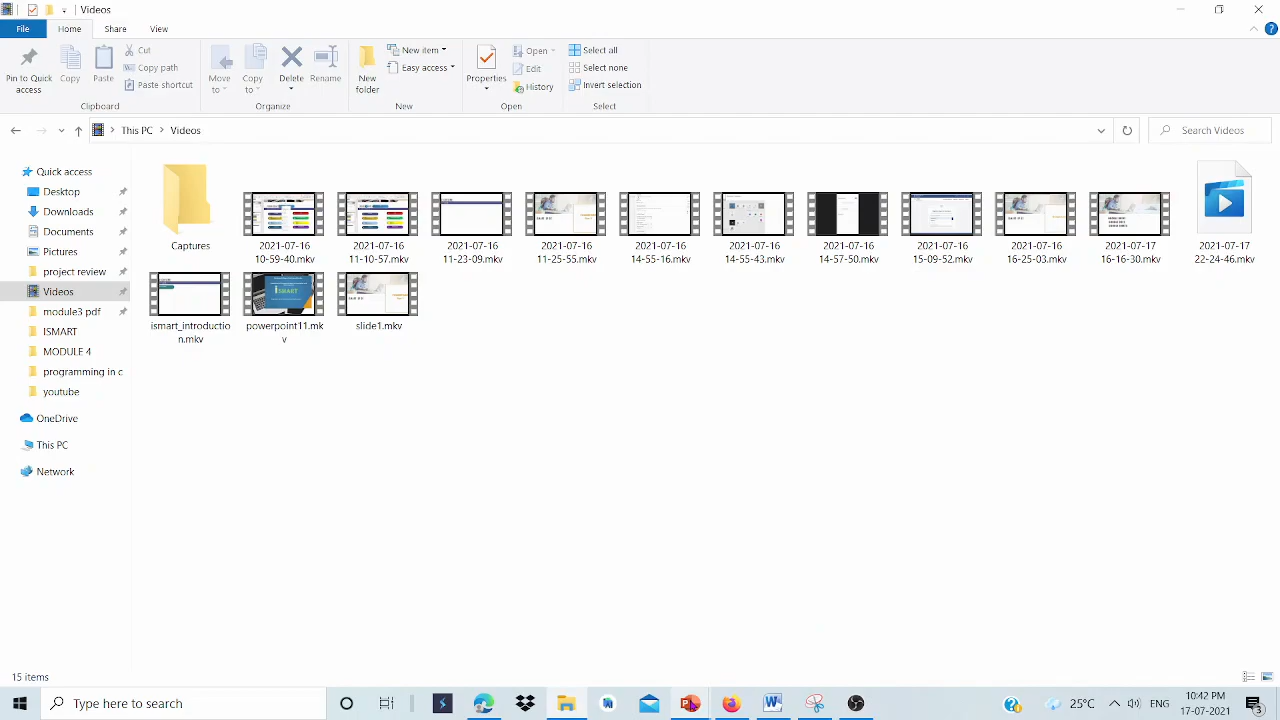 Videos
File
Home
Share
View
Pin to Quick access
Copy
Paste
Cut
Copy path
Paste shortcut
Clipboard
Move to
Copy to
Delete
Rename
Organize
New folder
New item
Easy access
New
Properties
Open
Edit
History
Open
Select all
Select none
Invert selection
Select
This PC
Videos
Search Videos
Quick access
Desktop
Downloads
Documents
Pictures
project review
Videos
module3 pdf
ISMART
MODULE 4
programming in c
youtube
OneDrive
This PC
Network
Captures
2021-07-16
10-59-40.mkv
2021-07-16
11-10-57.mkv
2021-07-16
11-23-09.mkv
2021-07-16
11-25-55.mkv
2021-07-16
14-55-16.mkv
2021-07-16
14-55-43.mkv
2021-07-16
14-57-50.mkv
2021-07-16
15-09-52.mkv
2021-07-16
16-25-03.mkv
2021-07-17
16-16-30.mkv
2021-07-17
22-24-46.mkv
ismart_introductio
n.mkv
iSMART
powerpoint11.mk
v
slide1.mkv
15 items
Type here to search
25°C
ENG
10:42 PM
17-07-2021
3